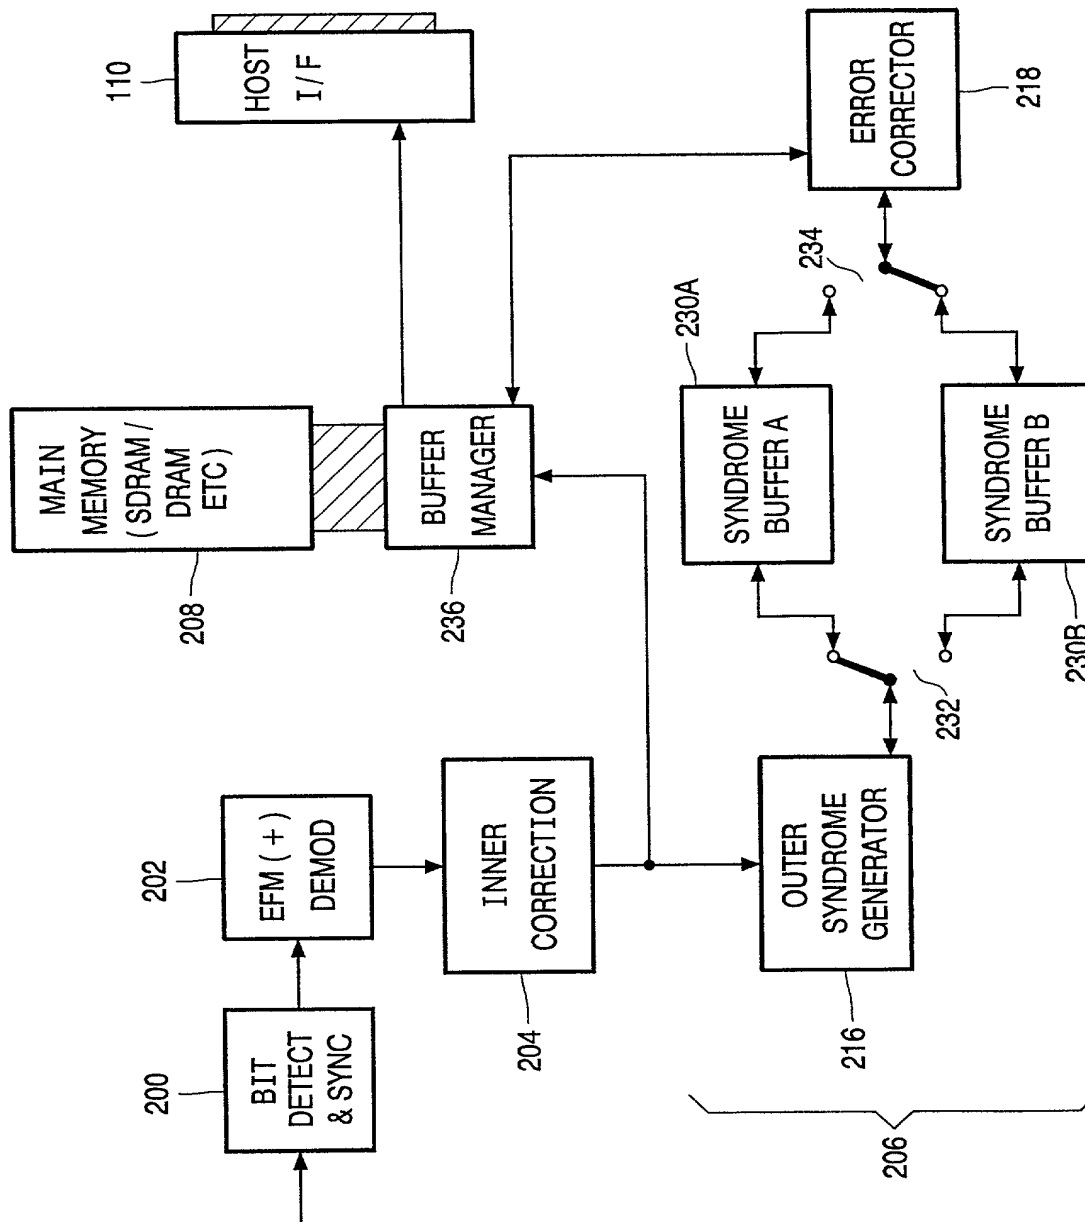 200
BIT
DETECT
& SYNC
202
EFM (+)
DEMOD
204
INNER
CORRECTION
206
216
OUTER
SYNDROME
GENERATOR
208
MAIN
MEMORY
(SDRAM /
DRAM
ETC)
236
BUFFER
MANAGER
110
HOST
I/F
232
230A
SYNDROME
BUFFER A
230B
SYNDROME
BUFFER B
234
ERROR
CORRECTOR
218